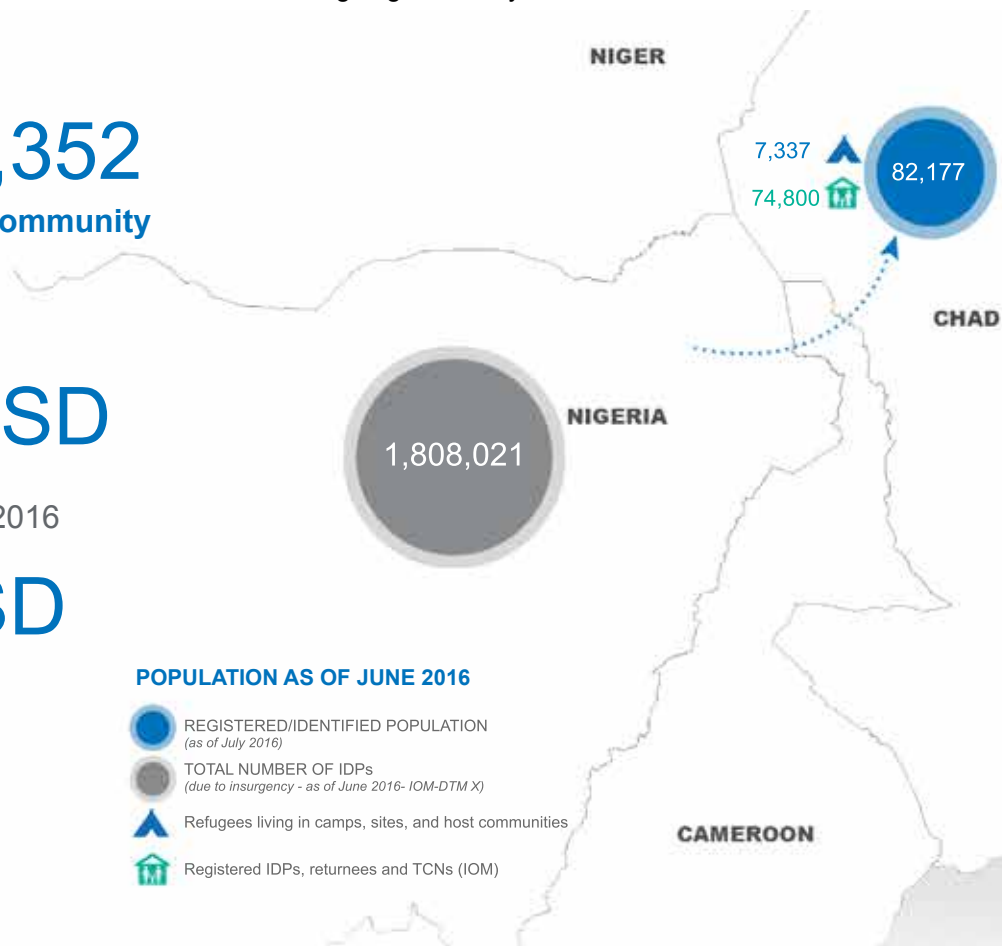 NIGER
,352
ommunity
7,337
74,800
82,177
CHAD
SD
NIGERIA
1,808,021
2016
SD
POPULATION AS OF JUNE 2016
REGISTERED/IDENTIFIED POPULATION
(as of July 2016)
TOTAL NUMBER OF IDPs
(due to insurgency - as of June 2016- IOM-DTM X)
Refugees living in camps, sites, and host communities
CAMEROON
Registered IDPs, returnees and TCNs (IOM)